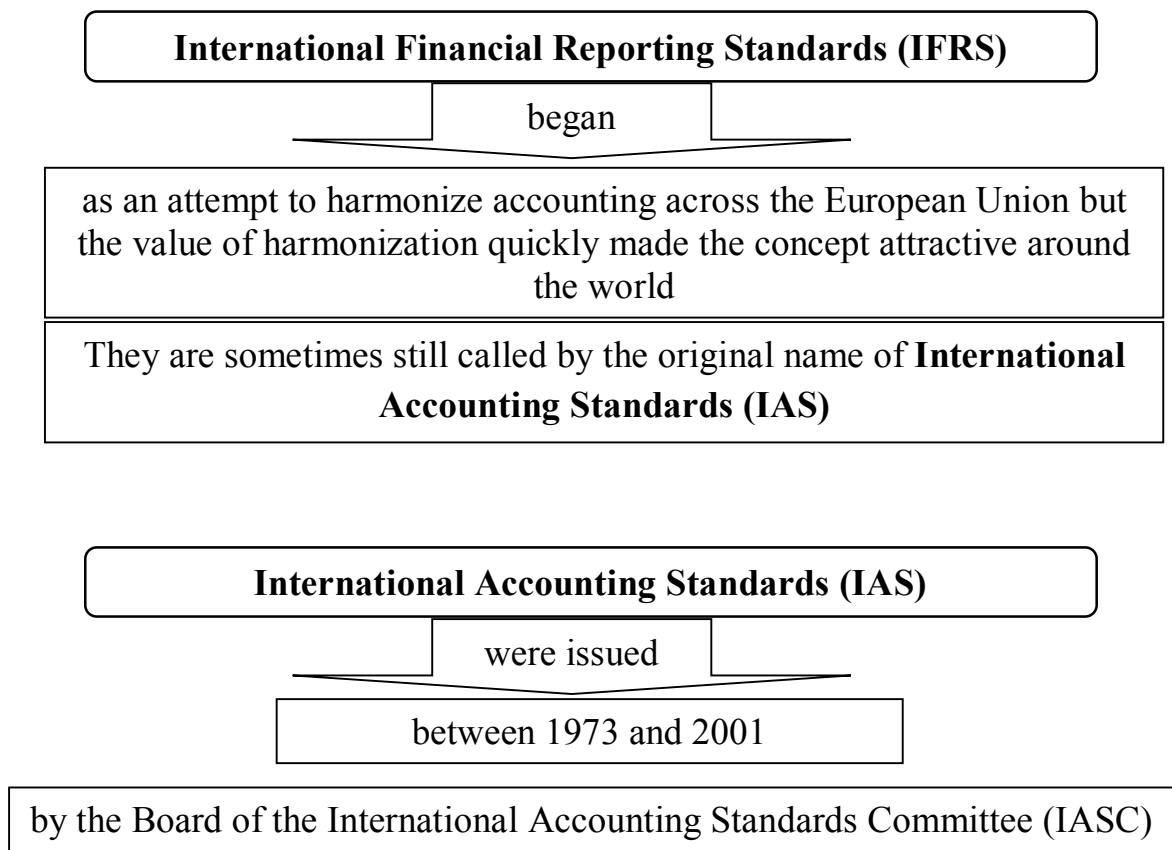 International Financial Reporting Standards (IFRS)
began
as an attempt to harmonize accounting across the European Union but
the value of harmonization quickly made the concept attractive around
the world
They are sometimes still called by the original name of International
Accounting Standards (IAS)
International Accounting Standards (IAS)
were issued
between 1973 and 2001
by the Board of the International Accounting Standards Committee (IASC)